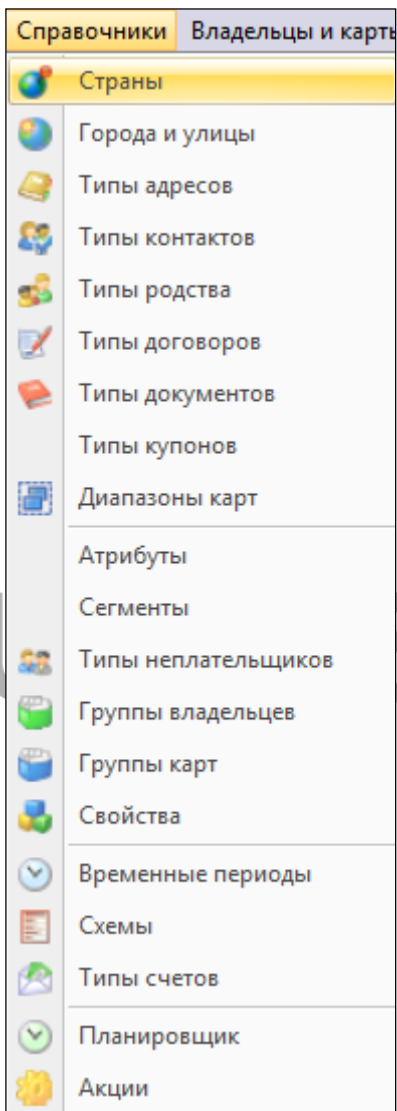 Справочники Владельцы и карты
Страны
Города и улицы
Типы адресов
Типы контактов
Типы родства
Типы договоров
Типы документов
Типы купонов
Диапазоны карт
Атрибуты
Сегменты
Типы неплательщиков
Группы владельцев
Группы карт
Свойства
Временные периоды
Схемы
Типы счетов
Планировщик
Акции